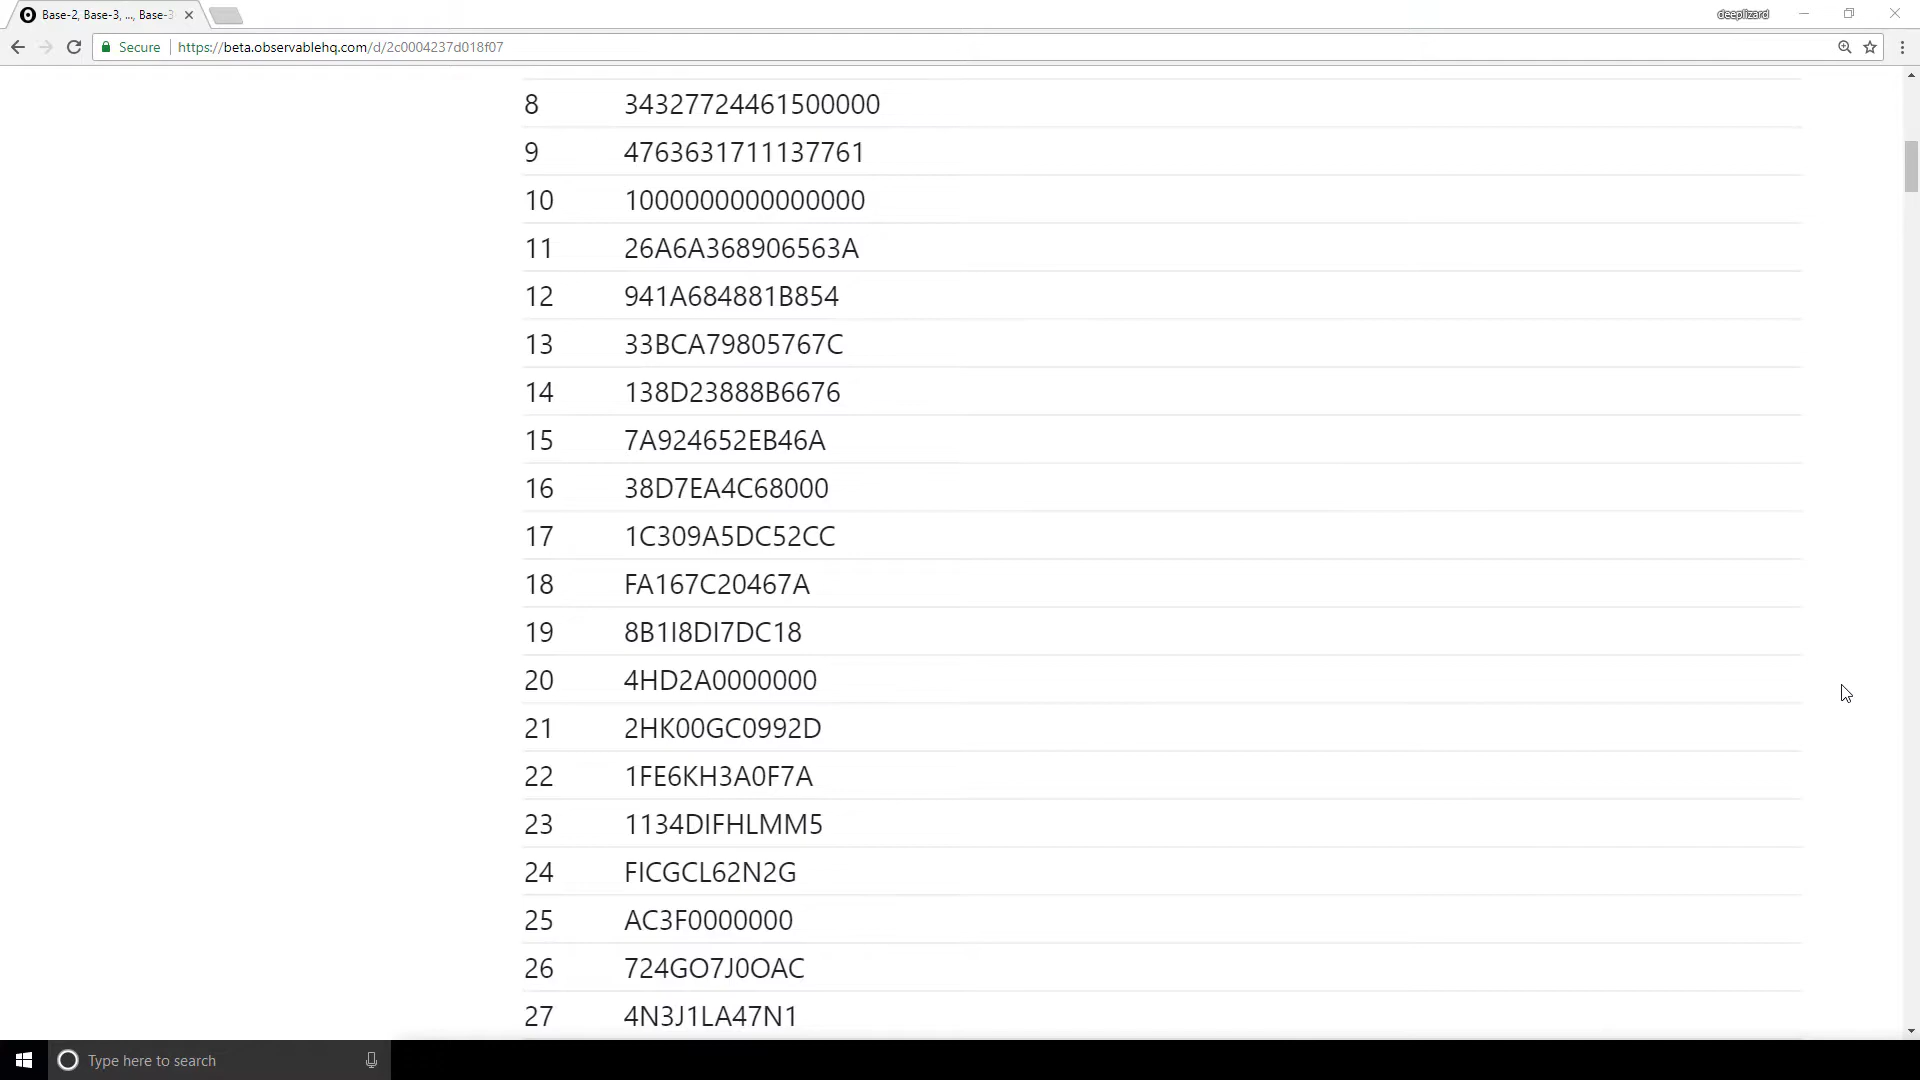 Base-2, Base-3, ..., Base-3
deeplizard
Secure https://beta.observablehq.com/d/2c0004237d018f07
8 34327724461500000
9 4763631711137761
10 1000000000000000
11 26A6A368906563A
12 941A684881B854
13 33BCA79805767C
14 138D23888B6676
15 7A924652EB46A
16 38D7EA4C68000
17 1C309A5DC52CC
18 FA167C20467A
19 8B1I8DI7DC18
20 4HD2A0000000
21 2HK00GC0992D
22 1FE6KH3A0F7A
23 1134DIFHLMM5
24 FICGCL62N2G
25 AC3F0000000
26 724GO7J0OAC
27 4N3J1LA47N1
Type here to search